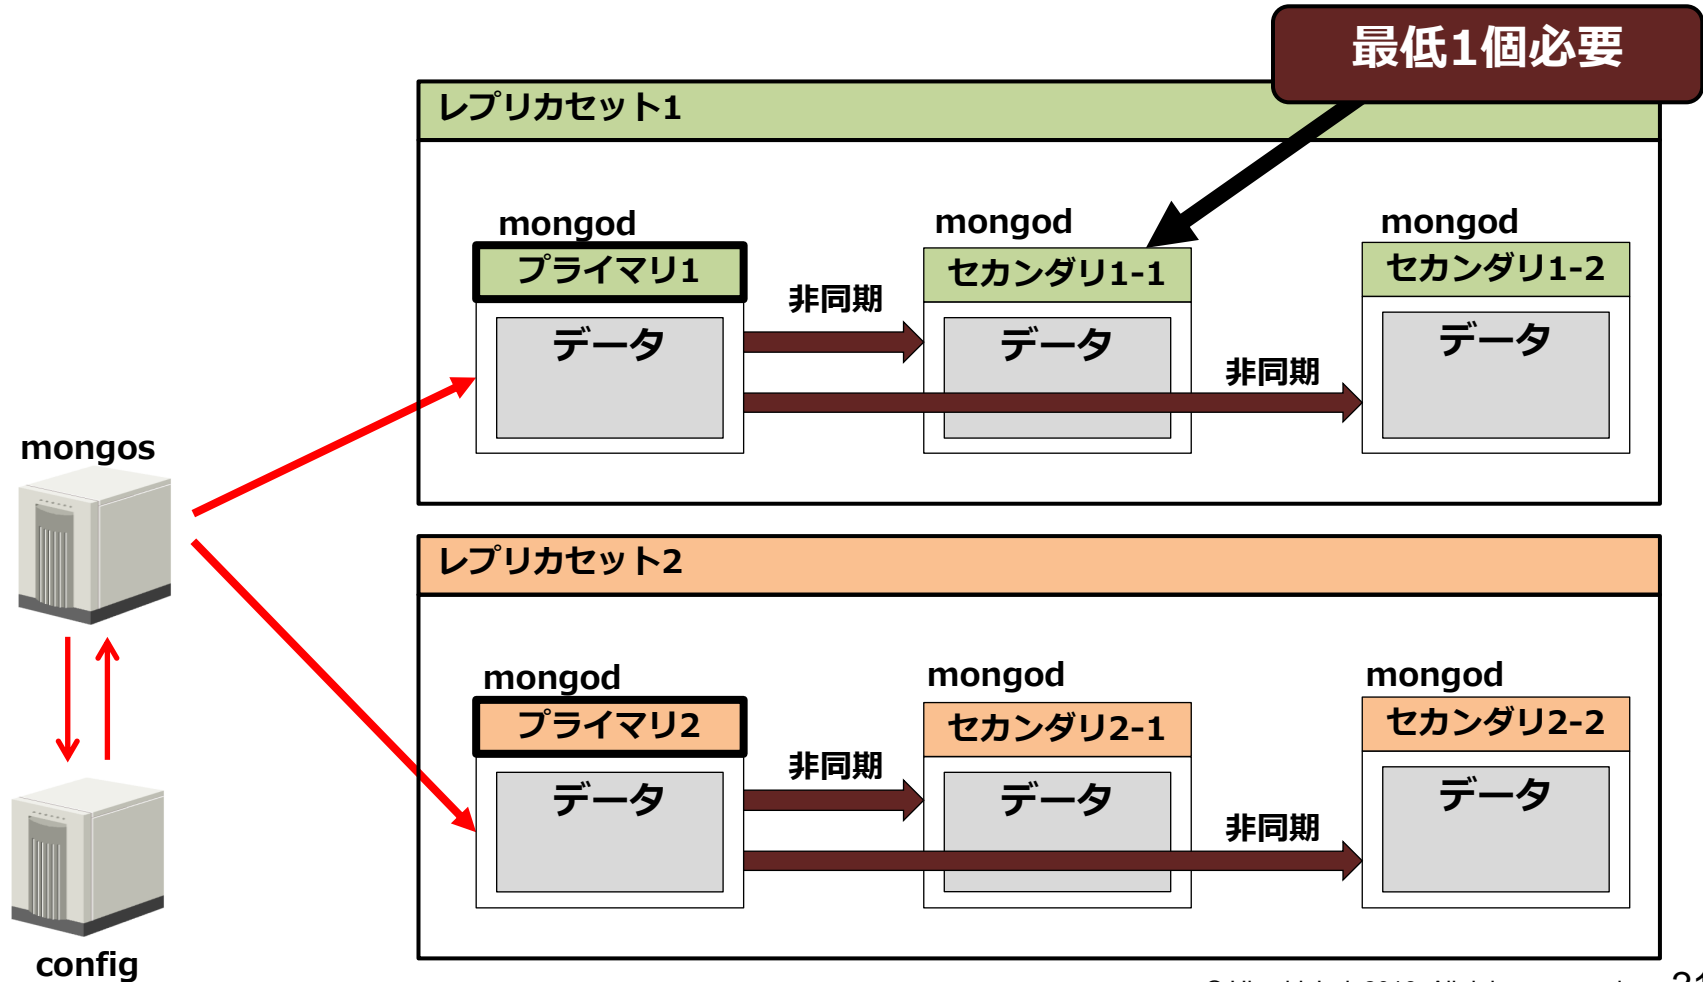 最低1個必要
レプリカセット1
mongod
mongod
mongod
プライマリ1
セカンダリ1-1
セカンダリ1-2
非同期
データ
データ
データ
非同期
mongos
レプリカセット2
mongod
mongod
mongod
プライマリ2
セカンダリ2-1
セカンダリ2-2
非同期
データ
データ
データ
非同期
config